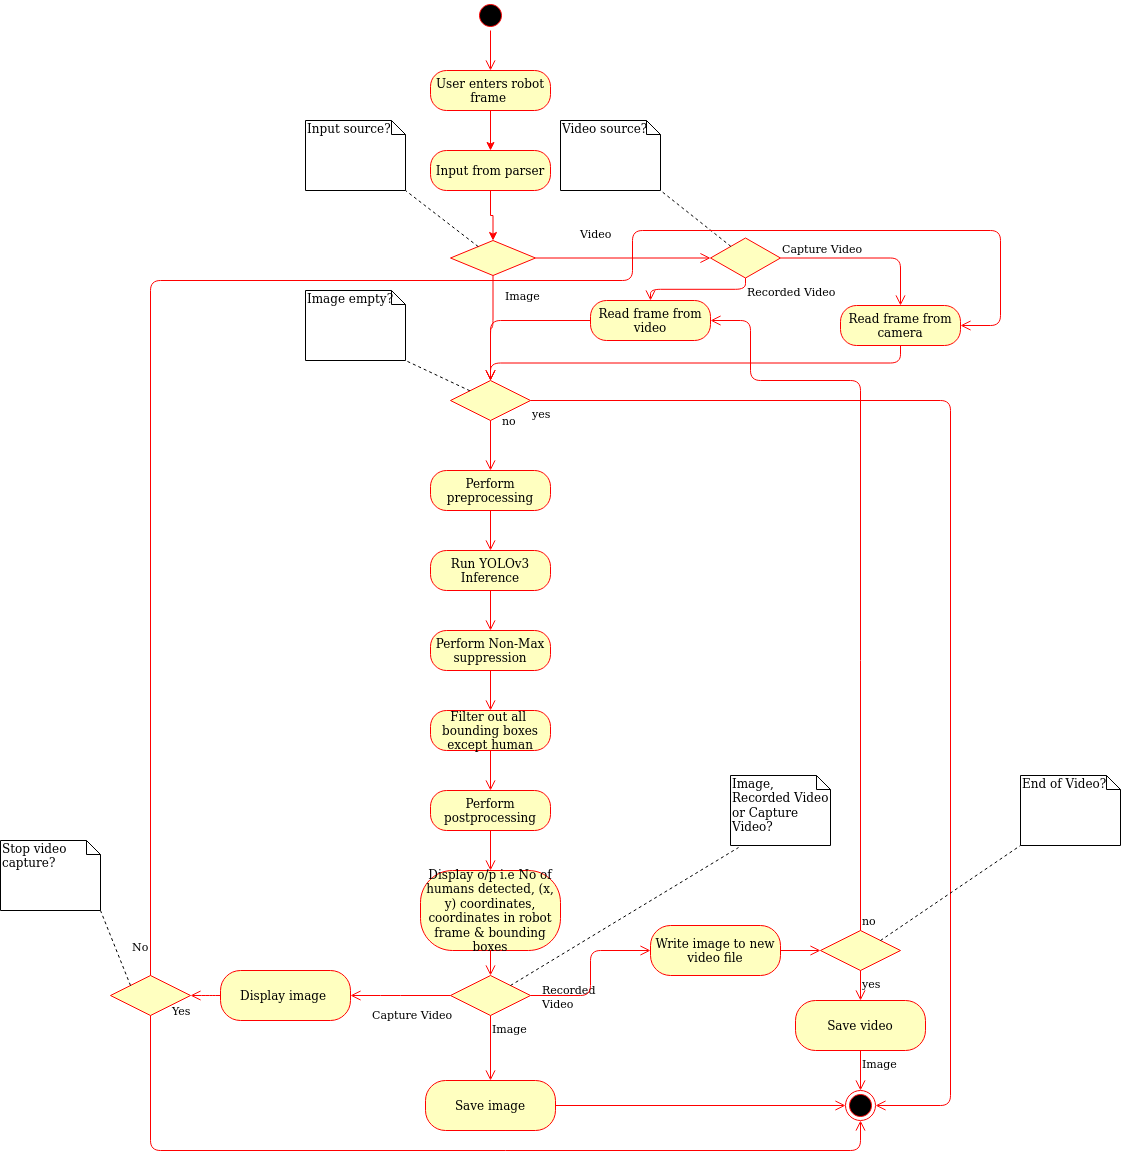 User enters robot
frame
Input source?
Video source?
Input from parser
Video
Capture Video
Recorded Video
Image
Image empty?
Read frame from
video
Read frame from
camera
yes
no
Perform
preprocessing
Run YOLOv3
Inference
Perform Non-Max
suppression
Filter out all
bounding boxes
except human
Perform
postprocessing
Image,
Recorded Video
or Capture
Video?
End of Video?
Stop video
capture?
Display o/p i.e No of
humans detected, (x,
y) coordinates,
coordinates in robot
frame & bounding
boxes
no
Write image to new
video file
No
Display image
Recorded
Video
yes
Yes
Capture Video
Image
Save video
Image
Save image